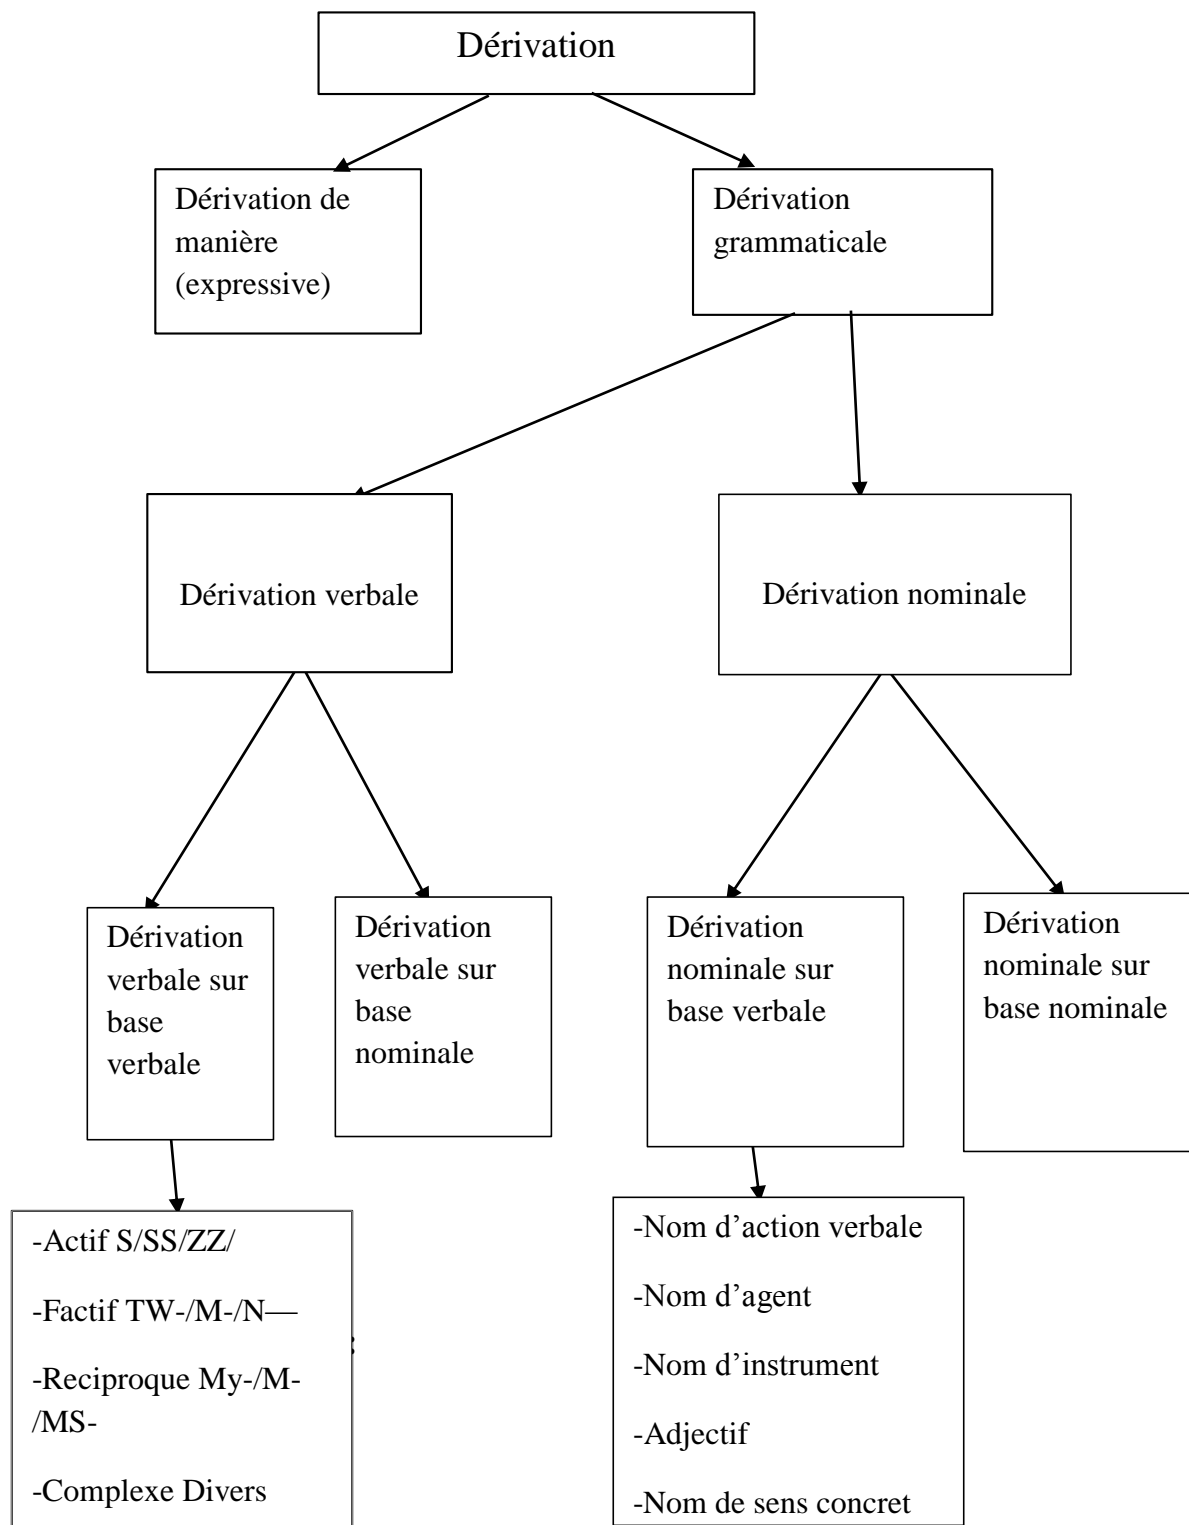 Dérivation
Dérivation de
manière
(expressive)
Dérivation
grammaticale
Dérivation verbale
Dérivation nominale
Dérivation
verbale sur
base
verbale
Dérivation
verbale sur
base
nominale
Dérivation
nominale sur
base verbale
Dérivation
nominale sur
base nominale
-Actif S/SS/ZZ/
-Factif TW-/M-/N—
-Reciproque My-/M-
/MS-
-Complexe Divers
:
-Nom d’action verbale
-Nom d’agent
-Nom d’instrument
-Adjectif
-Nom de sens concret